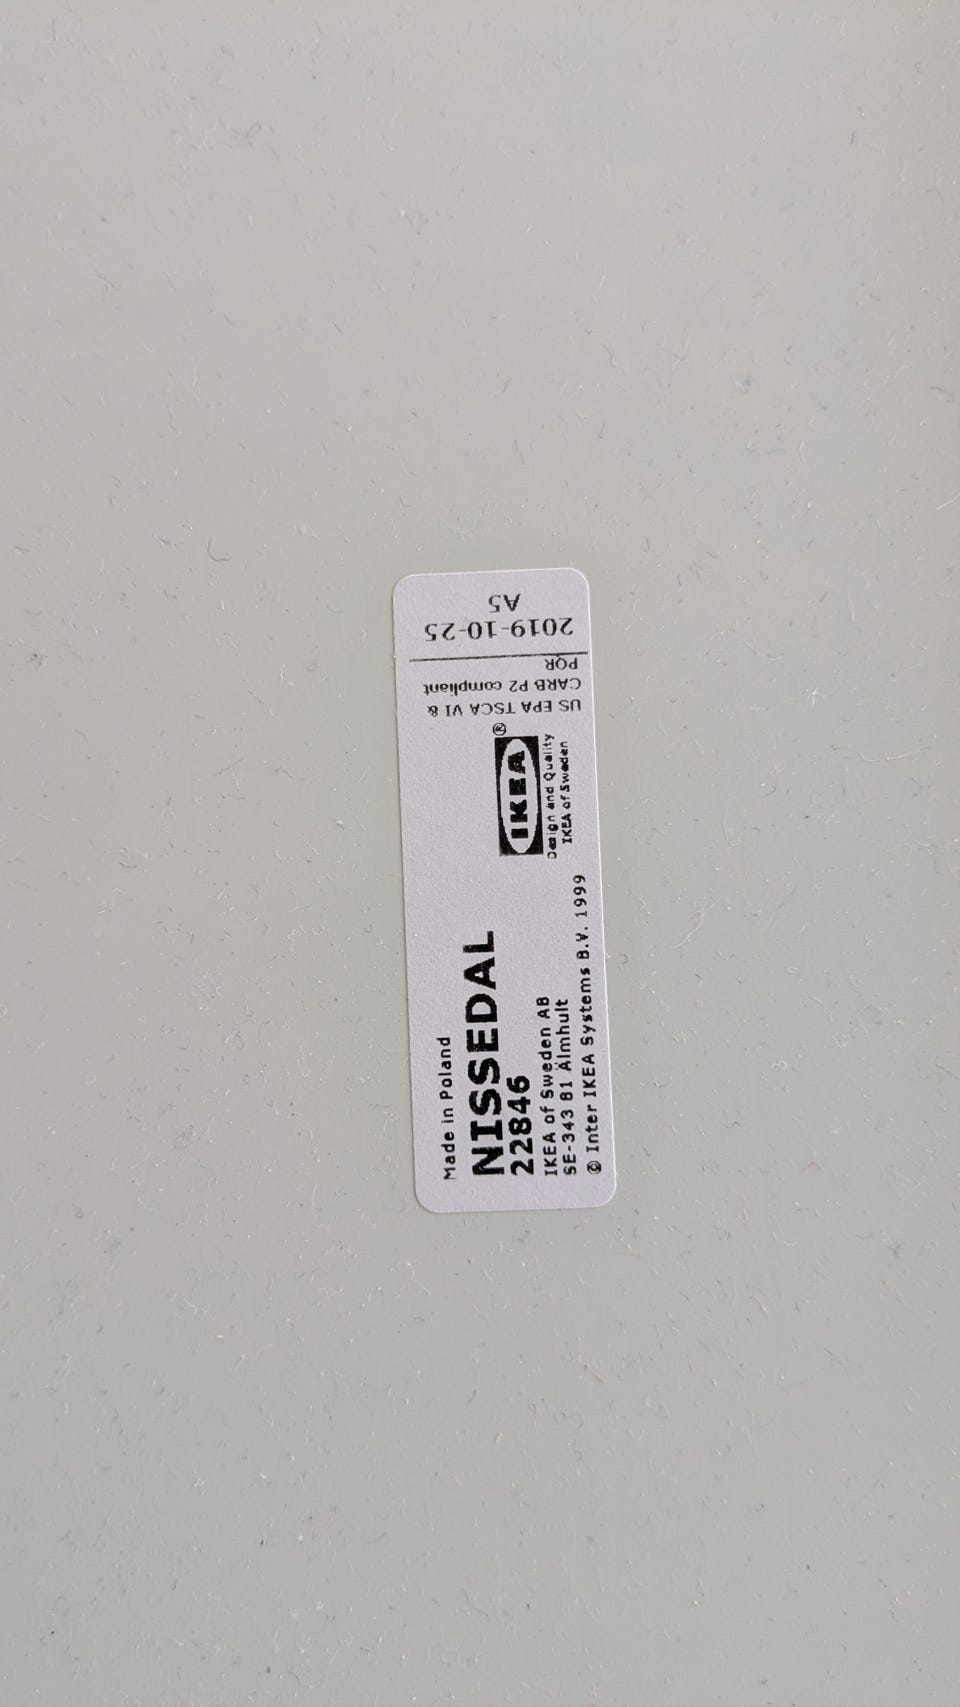 Made in Poland
NISSEDAL
22846
IKEA of Sweden AB
SE-343 81 Älmhult
© Inter IKEA Systems B.V. 1999
IKEA®
Design and Quality
IKEA of Sweden
US EPA TSCA VI &
CARB P2 compliant
PQR
2019-10-25
A5